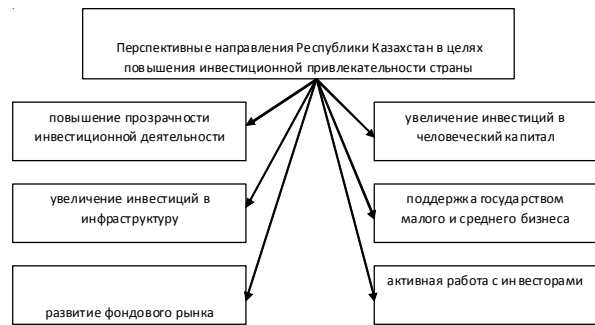 Перспективные направления Республики Казахстан в целях
повышения инвестиционной привлекательности страны
повышение прозрачности
инвестиционной деятельности
увеличение инвестиций в
человеческий капитал
увеличение инвестиций в
инфраструктуру
поддержка государством
малого и среднего бизнеса
развитие фондового рынка
активная работа с инвесторами